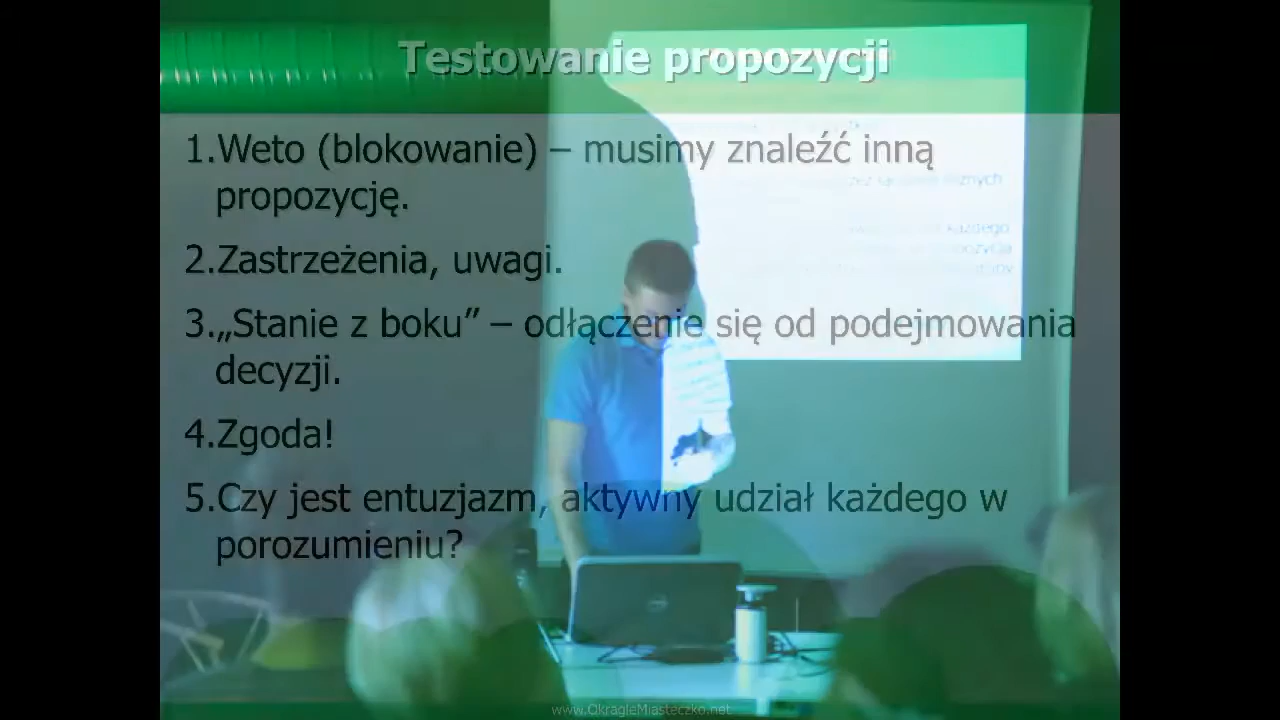 Testowanie propozycji
1.Weto (blokowanie) – musimy znaleźć inną
propozycję.
2.Zastrzeżenia, uwagi.
3.„Stanie z boku” – odłączenie się od podejmowania
decyzji.
4.Zgoda!
5.Czy jest entuzjazm, aktywny udział każdego w
porozumieniu?
każdego
www.OkragleMiasteczko.net